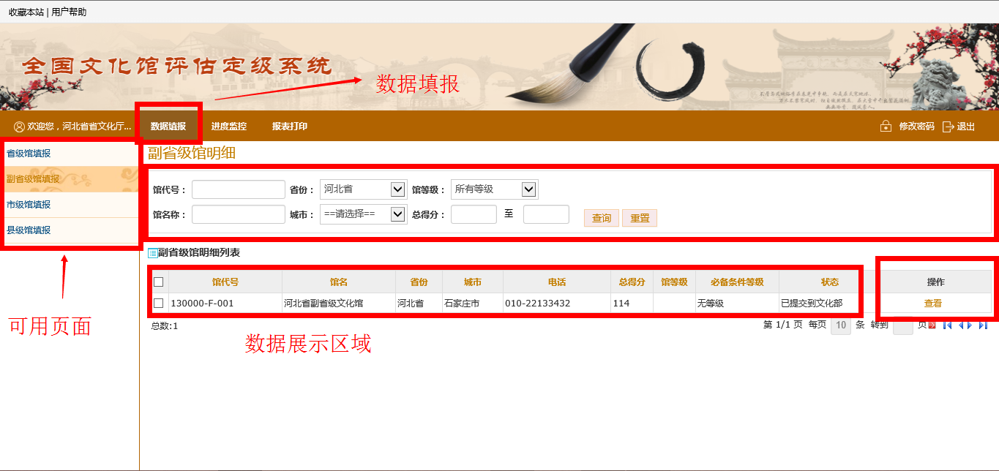 收藏本站 | 用户帮助
全国文化馆评估定级系统
数据填报
欢迎您，河北省省文化厅... 数据填报 进度监控 报表打印 修改密码 退出
省级馆填报
副省级馆填报
市级馆填报
县级馆填报
可用页面
副省级馆明细
馆代号： 省份： 河北省 馆等级： 所有等级
馆名称： 城市： ==请选择== 总得分： 至 查询 重置
副省级馆明细列表
馆代号 馆名 省份 城市 电话 总得分 馆等级 必备条件等级 状态 操作
130000-F-001 河北省副省级文化馆 河北省 石家庄市 010-22133432 114 无等级 已提交到文化部 查看
总数:1 第 1/1 页 每页 10 条 转到 页
数据展示区域